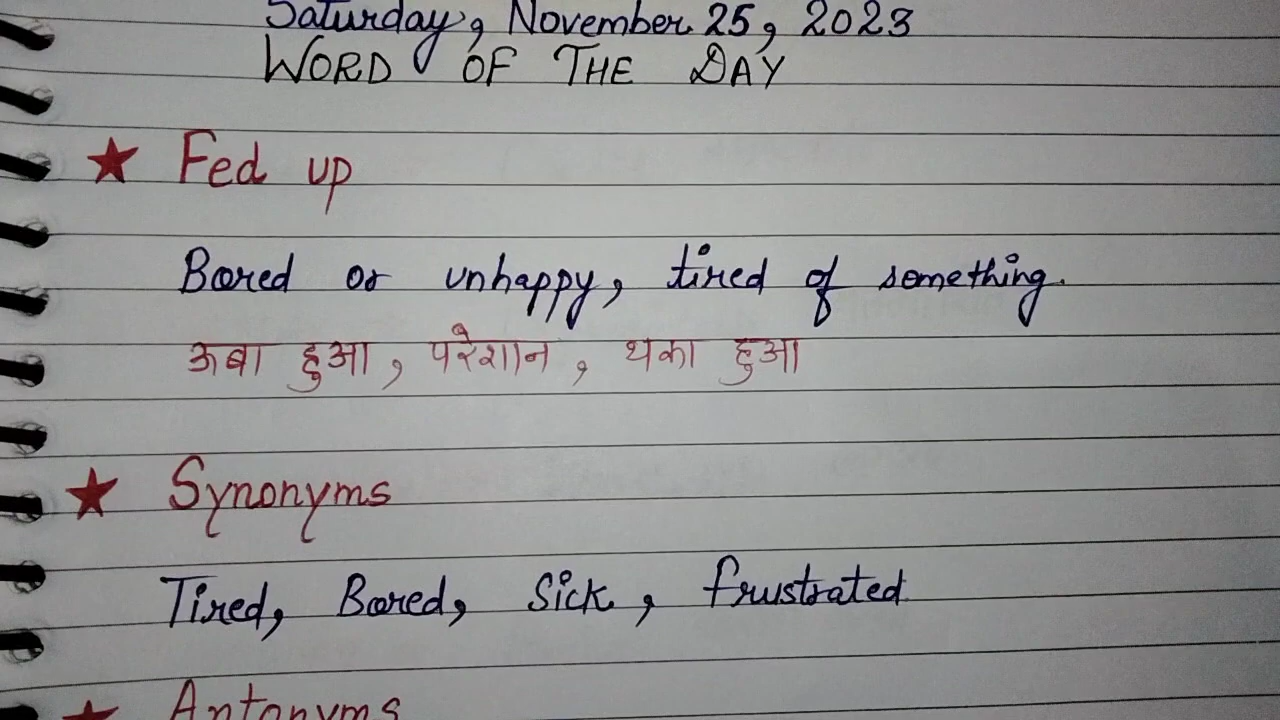 Saturday, November 25, 2023
WORD OF THE DAY
★ Fed up
Bored or unhappy, tired of something.
ऊबा हुआ, परेशान, थका हुआ
★ Synonyms
Tired, Bored, Sick, frustrated
★ Antonyms